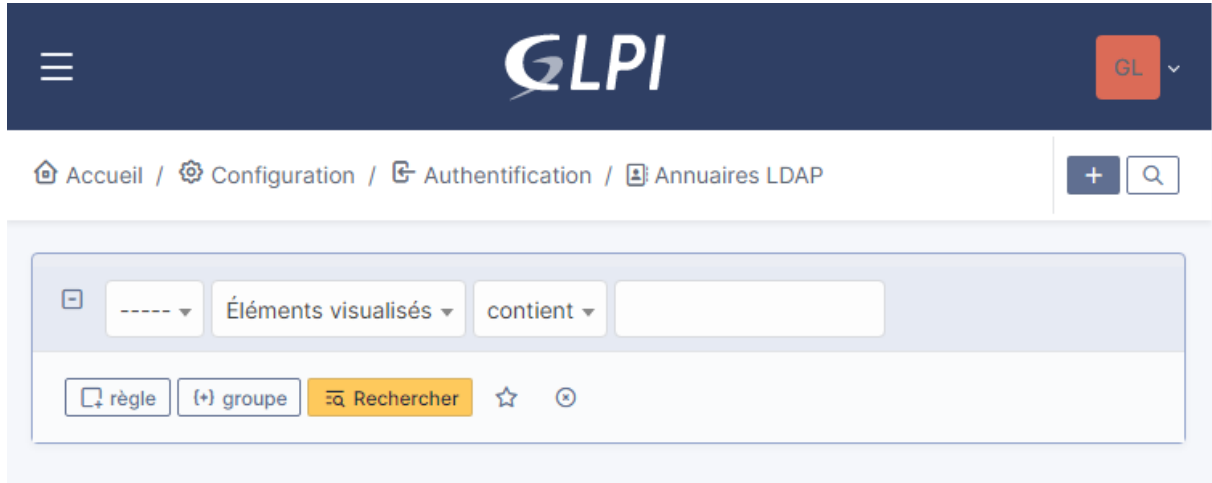 GLPI
GL
Accueil / Configuration / Authentification / Annuaires LDAP
----- Éléments visualisés contient
règle {+} groupe Rechercher